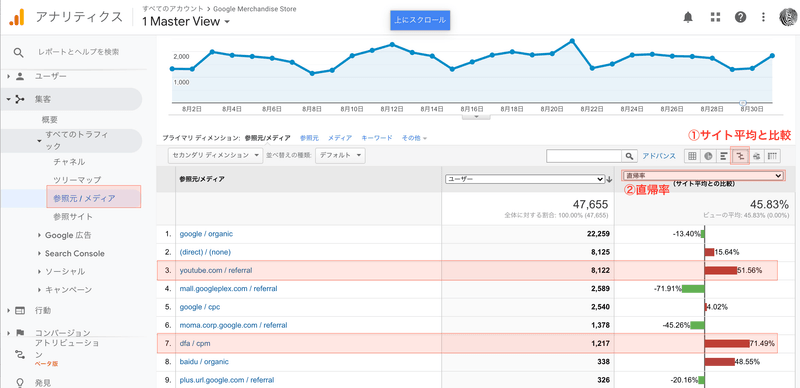 アナリティクス
すべてのアカウント > Google Merchandise Store
1 Master View
上にスクロール
レポートとヘルプを検索
ユーザー
集客
概要
すべてのトラフィック
チャネル
ツリーマップ
参照元 / メディア
参照サイト
Google 広告
Search Console
ソーシャル
キャンペーン
行動
コンバージョン
アトリビューション
ベータ版
発見
2,000
1,000
8月2日 8月4日 8月6日 8月8日 8月10日 8月12日 8月14日 8月16日 8月18日 8月20日 8月22日 8月24日 8月26日 8月28日 8月30日
プライマリ ディメンション: 参照元/メディア 参照元 メディア キーワード その他
①サイト平均と比較
セカンダリ ディメンション 並べ替えの種類: デフォルト アドバンス
参照元/メディア ユーザー 直帰率
②直帰率 (サイト平均との比較)
47,655 45.83%
全体に対する割合: 100.00% (47,655) ビューの平均: 45.83% (0.00%)
1. google / organic 22,259 -13.40%
2. (direct) / (none) 8,125 15.64%
3. youtube.com / referral 8,122 51.56%
4. mall.googleplex.com / referral 2,589 -71.91%
5. google / cpc 2,540 4.02%
6. moma.corp.google.com / referral 1,378 -45.26%
7. dfa / cpm 1,217 71.49%
8. baidu / organic 338 48.55%
9. plus.url.google.com / referral 326 -20.16%